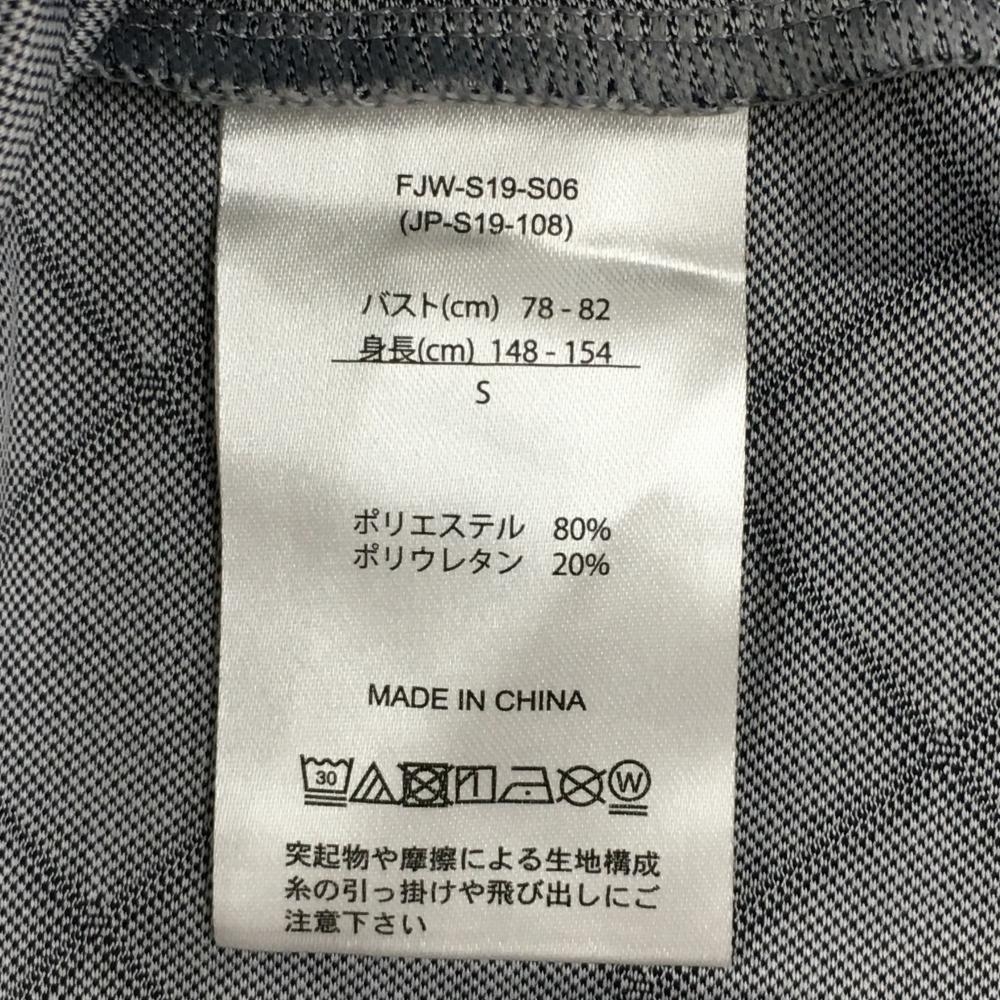 FJW-S19-S06
(JP-S19-108)
バスト(cm) 78 - 82
身長(cm) 148 - 154
S
ポリエステル 80%
ポリウレタン 20%
MADE IN CHINA
30 W
突起物や摩擦による生地構成
糸の引っ掛けや飛び出しにご
注意下さい